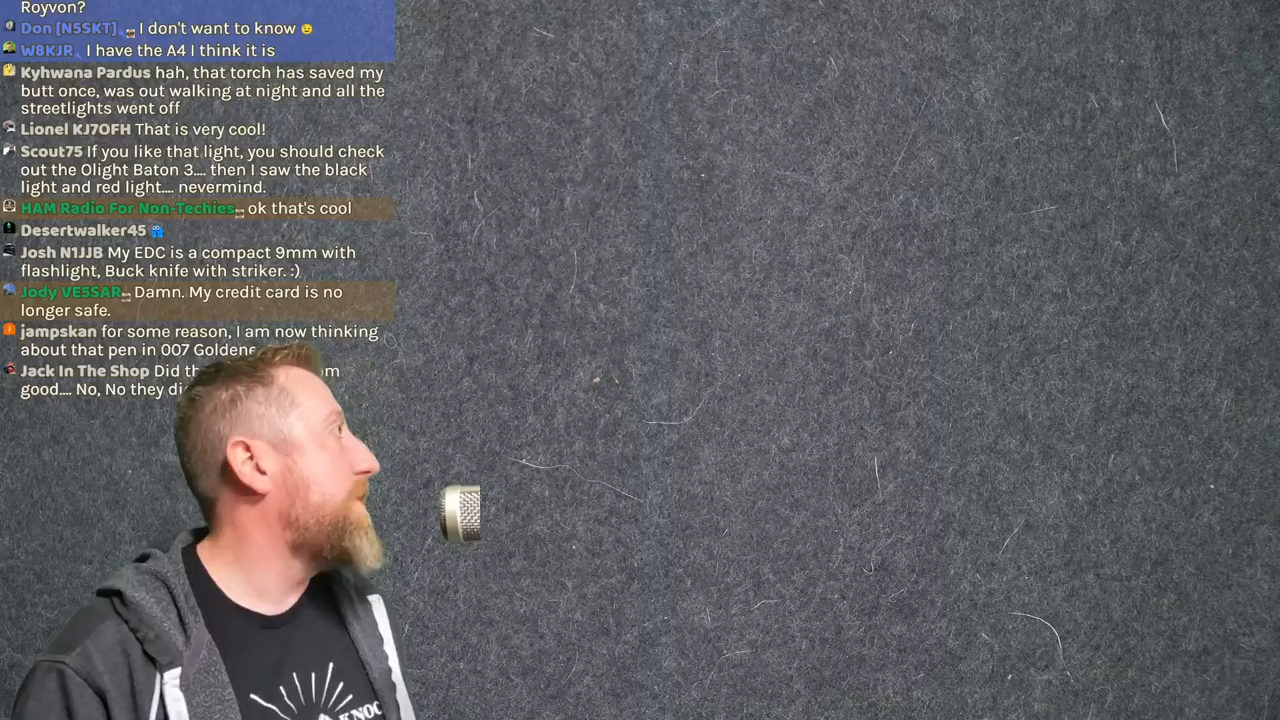 Royvon?
Don [N5SKT] I don't want to know
W8KJR I have the A4 I think it is
Kyhwana Pardus hah, that torch has saved my
butt once, was out walking at night and all the
streetlights went off
Lionel KJ7OFH That is very cool!
Scout75 If you like that light, you should check
out the Olight Baton 3.... then I saw the black
light and red light.... nevermind.
HAM Radio For Non-Techies ok that's cool
Desertwalker45
Josh N1JJB My EDC is a compact 9mm with
flashlight, Buck knife with striker. :)
Jody VE5SAR Damn. My credit card is no
longer safe.
jampskan for some reason, I am now thinking
about that pen in 007
Jack In The Shop Did
good.... No, No they
KNOC